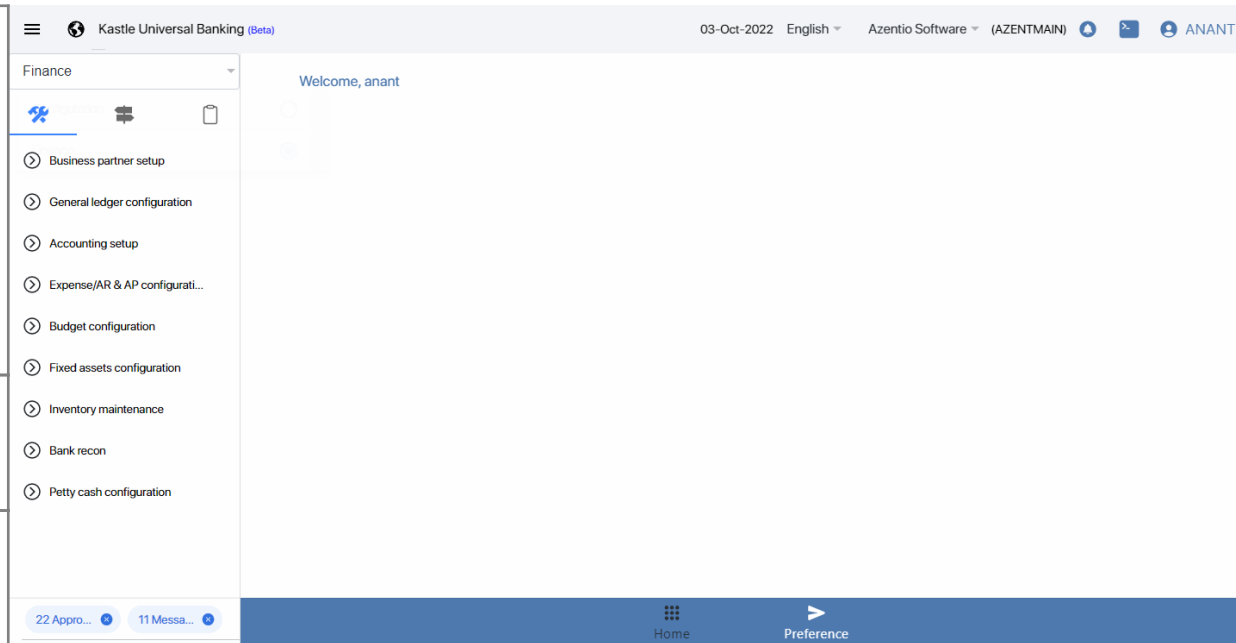 Kastle Universal Banking (Beta)
03-Oct-2022 English Azentio Software (AZENTMAIN) ANANT
Finance
Welcome, anant
Business partner setup
General ledger configuration
Accounting setup
Expense/AR & AP configurati...
Budget configuration
Fixed assets configuration
Inventory maintenance
Bank recon
Petty cash configuration
22 Appro... 11 Messa...
Home Preference